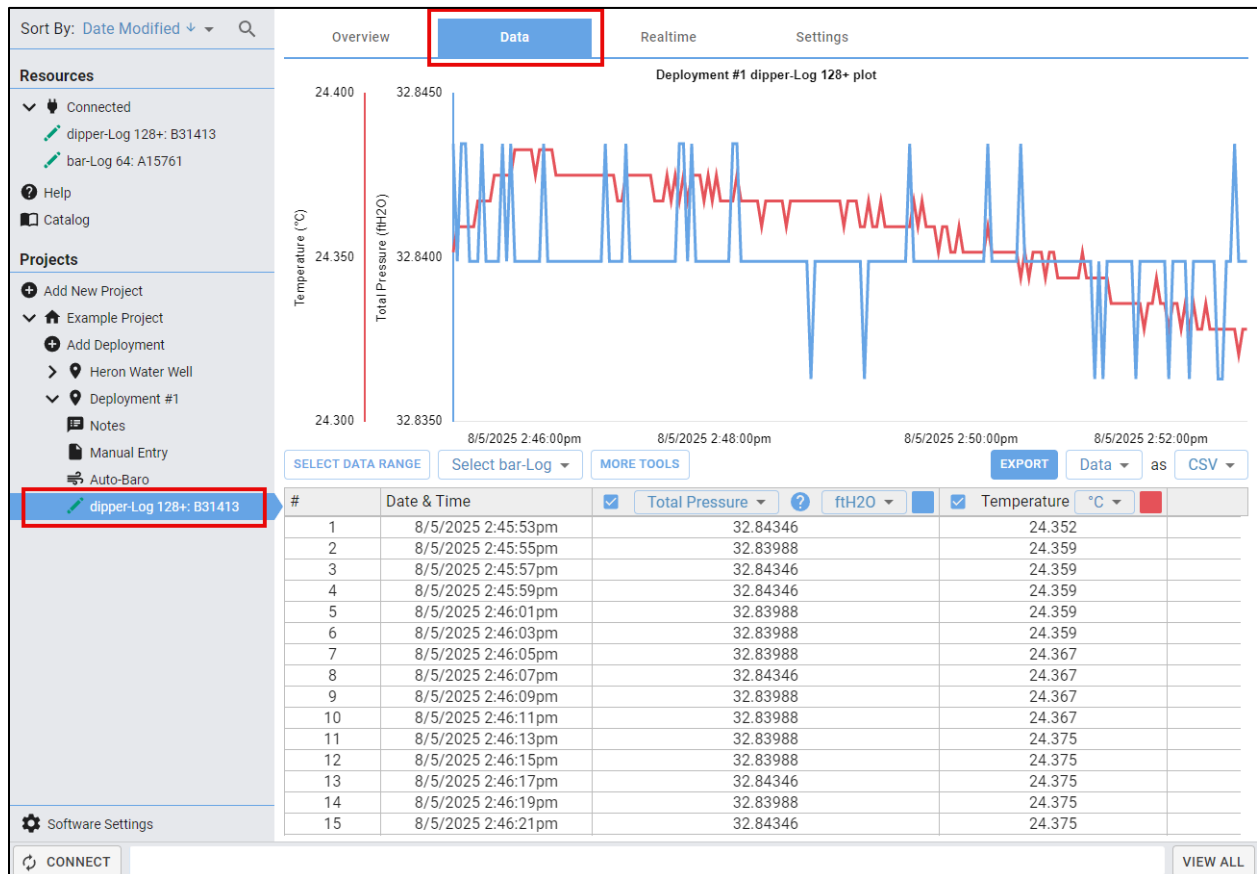 Sort By: Date Modified
Resources
Connected
dipper-Log 128+: B31413
bar-Log 64: A15761
Help
Catalog
Projects
Add New Project
Example Project
Add Deployment
Heron Water Well
Deployment #1
Notes
Manual Entry
Auto-Baro
dipper-Log 128+: B31413
Software Settings
Overview Data Realtime Settings
Deployment #1 dipper-Log 128+ plot
24.400 32.8450
24.350 32.8400
24.300 32.8350
Temperature (°C)
Total Pressure (ftH2O)
8/5/2025 2:46:00pm 8/5/2025 2:48:00pm 8/5/2025 2:50:00pm 8/5/2025 2:52:00pm
SELECT DATA RANGE Select bar-Log MORE TOOLS EXPORT Data as CSV
# Date & Time Total Pressure ? ftH2O Temperature °C
1 8/5/2025 2:45:53pm 32.84346 24.352
2 8/5/2025 2:45:55pm 32.83988 24.359
3 8/5/2025 2:45:57pm 32.84346 24.359
4 8/5/2025 2:45:59pm 32.84346 24.359
5 8/5/2025 2:46:01pm 32.83988 24.359
6 8/5/2025 2:46:03pm 32.83988 24.359
7 8/5/2025 2:46:05pm 32.83988 24.367
8 8/5/2025 2:46:07pm 32.84346 24.367
9 8/5/2025 2:46:09pm 32.83988 24.367
10 8/5/2025 2:46:11pm 32.83988 24.367
11 8/5/2025 2:46:13pm 32.83988 24.375
12 8/5/2025 2:46:15pm 32.83988 24.375
13 8/5/2025 2:46:17pm 32.84346 24.375
14 8/5/2025 2:46:19pm 32.83988 24.375
15 8/5/2025 2:46:21pm 32.84346 24.375
CONNECT VIEW ALL